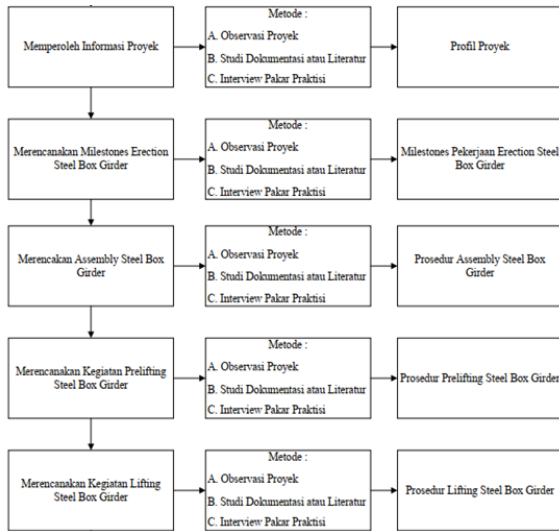 Memperoleh Informasi Proyek
Metode :
A. Observasi Proyek
B. Studi Dokumentasi atau Literatur
C. Interview Pakar Praktisi
Profil Proyek
Merencanakan Milestones Erection
Steel Box Girder
Metode :
A. Observasi Proyek
B. Studi Dokumentasi atau Literatur
C. Interview Pakar Praktisi
Milestones Pekerjaan Erection Steel
Box Girder
Merencakan Assembly Steel Box
Girder
Metode :
A. Observasi Proyek
B. Studi Dokumentasi atau Literatur
C. Interview Pakar Praktisi
Prosedur Assembly Steel Box
Girder
Merencanakan Kegiatan Prelifting
Steel Box Girder
Metode :
A. Observasi Proyek
B. Studi Dokumentasi atau Literatur
C. Interview Pakar Praktisi
Prosedur Prelifting Steel Box Girder
Merencanakan Kegiatan Lifting
Steel Box Girder
Metode :
A. Observasi Proyek
B. Studi Dokumentasi atau Literatur
C. Interview Pakar Praktisi
Prosedur Lifting Steel Box Girder